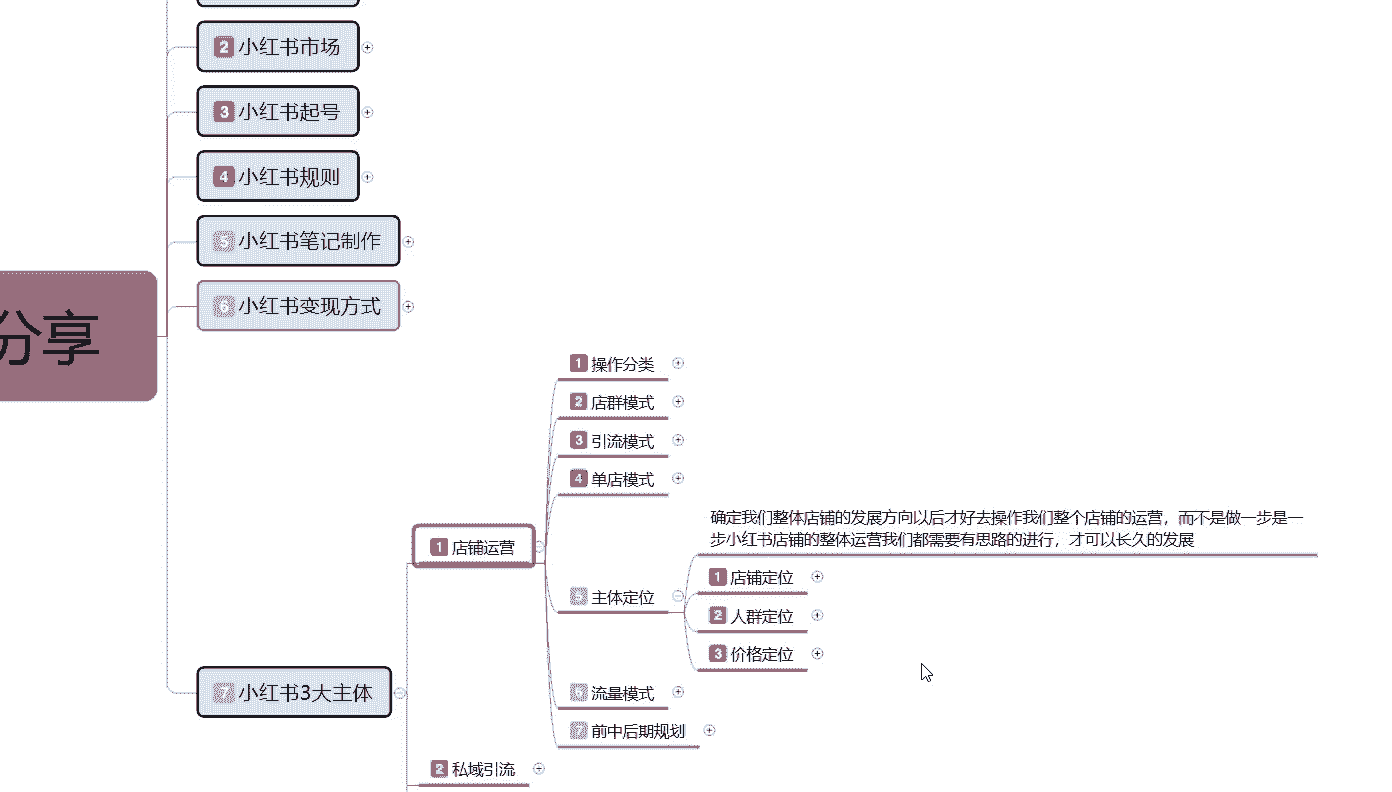 2 小红书市场
3 小红书起号
4 小红书规则
5 小红书笔记制作
6 小红书变现方式
分享
1 操作分类
2 店群模式
3 引流模式
4 单店模式
确定我们整体店铺的发展方向以后才好去操作我们整个店铺的运营，而不是做一步是一
步小红书店铺的整体运营我们都需要有思路的进行，才可以长久的发展
1 店铺运营
1 店铺定位
5 主体定位
2 人群定位
3 价格定位
7 小红书3大主体
6 流量模式
7 前中后期规划
2 私域引流